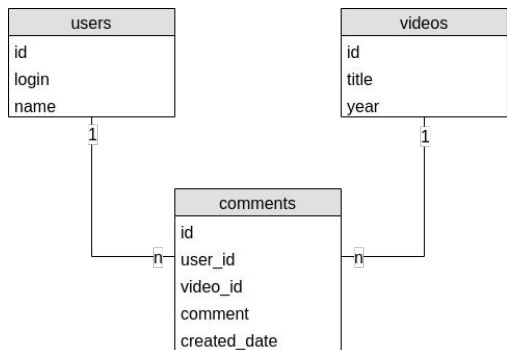 users
id
login
name
videos
id
title
year
1
1
comments
id
user_id
video_id
comment
created_date
n
n